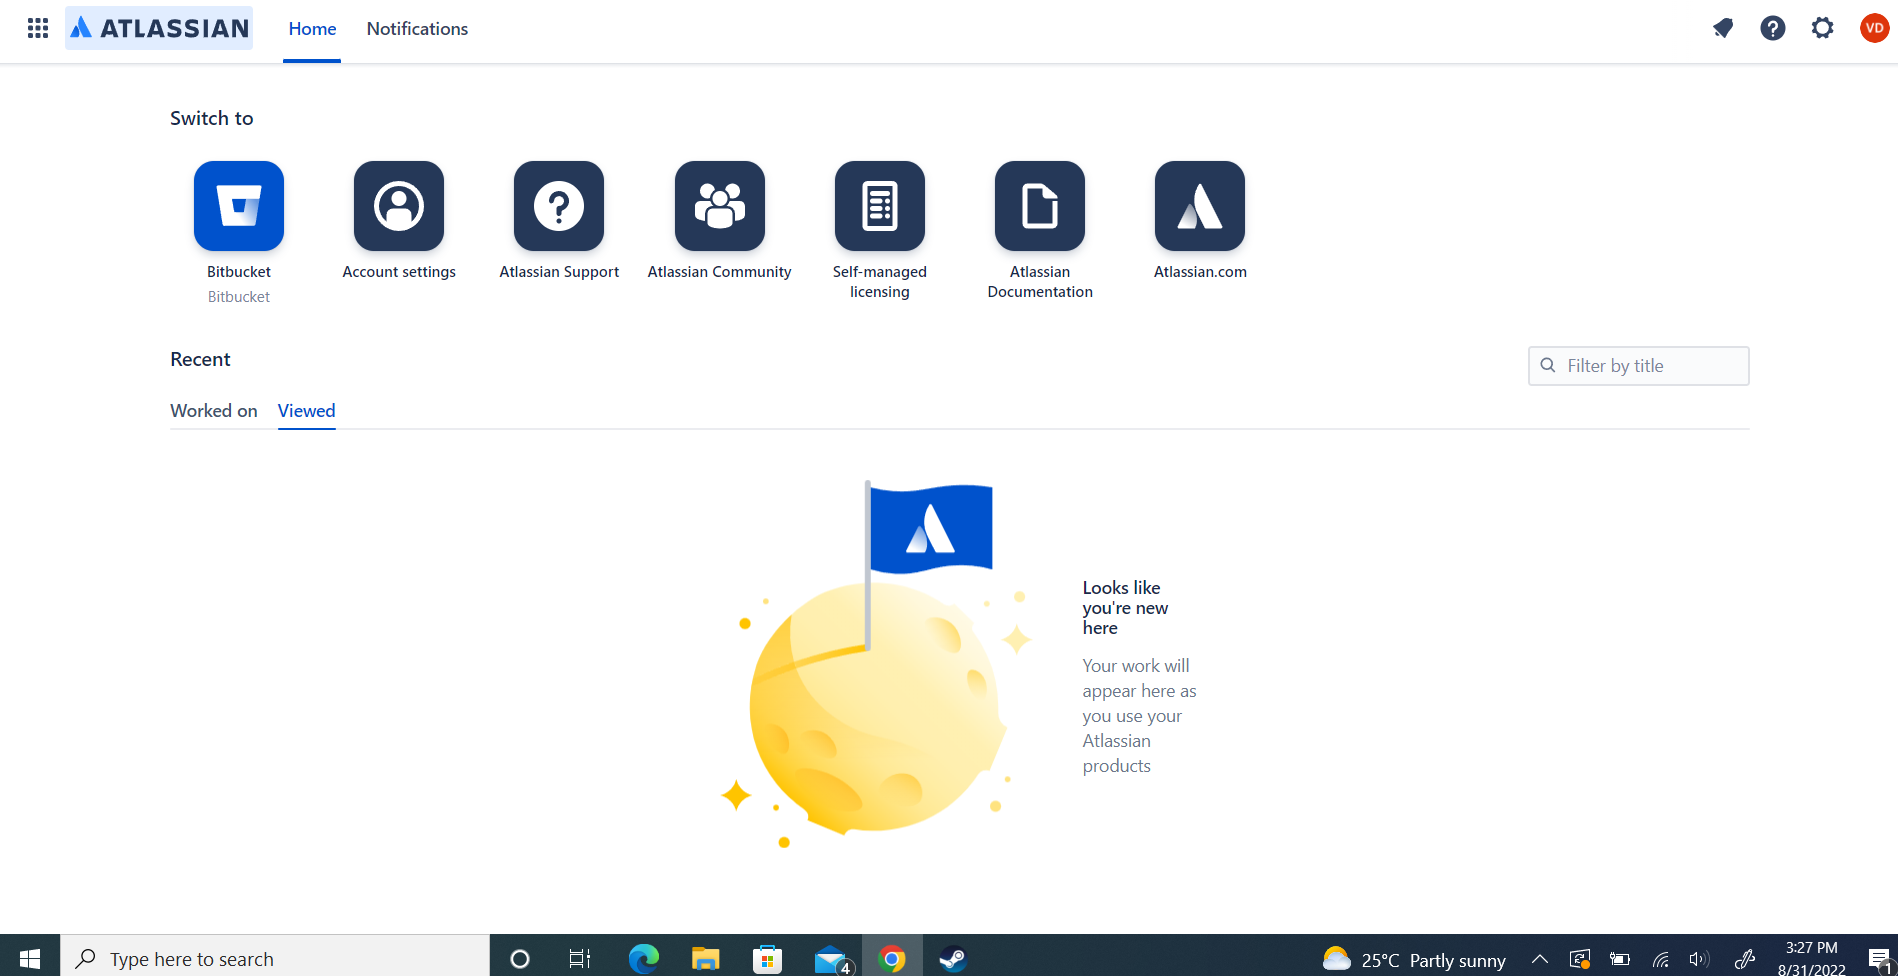 ATLASSIAN Home Notifications VD
Switch to
Bitbucket
Bitbucket
Account settings
Atlassian Support
Atlassian Community
Self-managed
licensing
Atlassian
Documentation
Atlassian.com
Recent
Filter by title
Worked on Viewed
Looks like
you're new
here
Your work will
appear here as
you use your
Atlassian
products
Type here to search
4
25°C Partly sunny
3:27 PM
8/31/2022
1